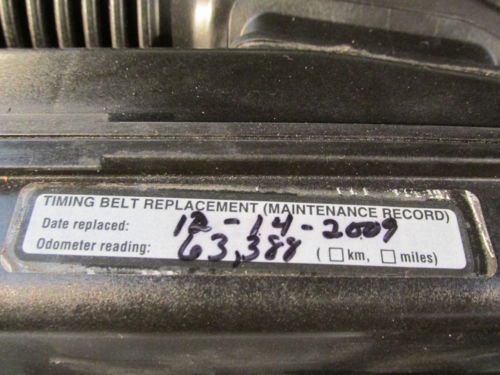 TIMING BELT REPLACEMENT (MAINTENANCE RECORD)
Date replaced: 12-14-2009
Odometer reading: 63,388 ( ☐ km, ☐ miles)